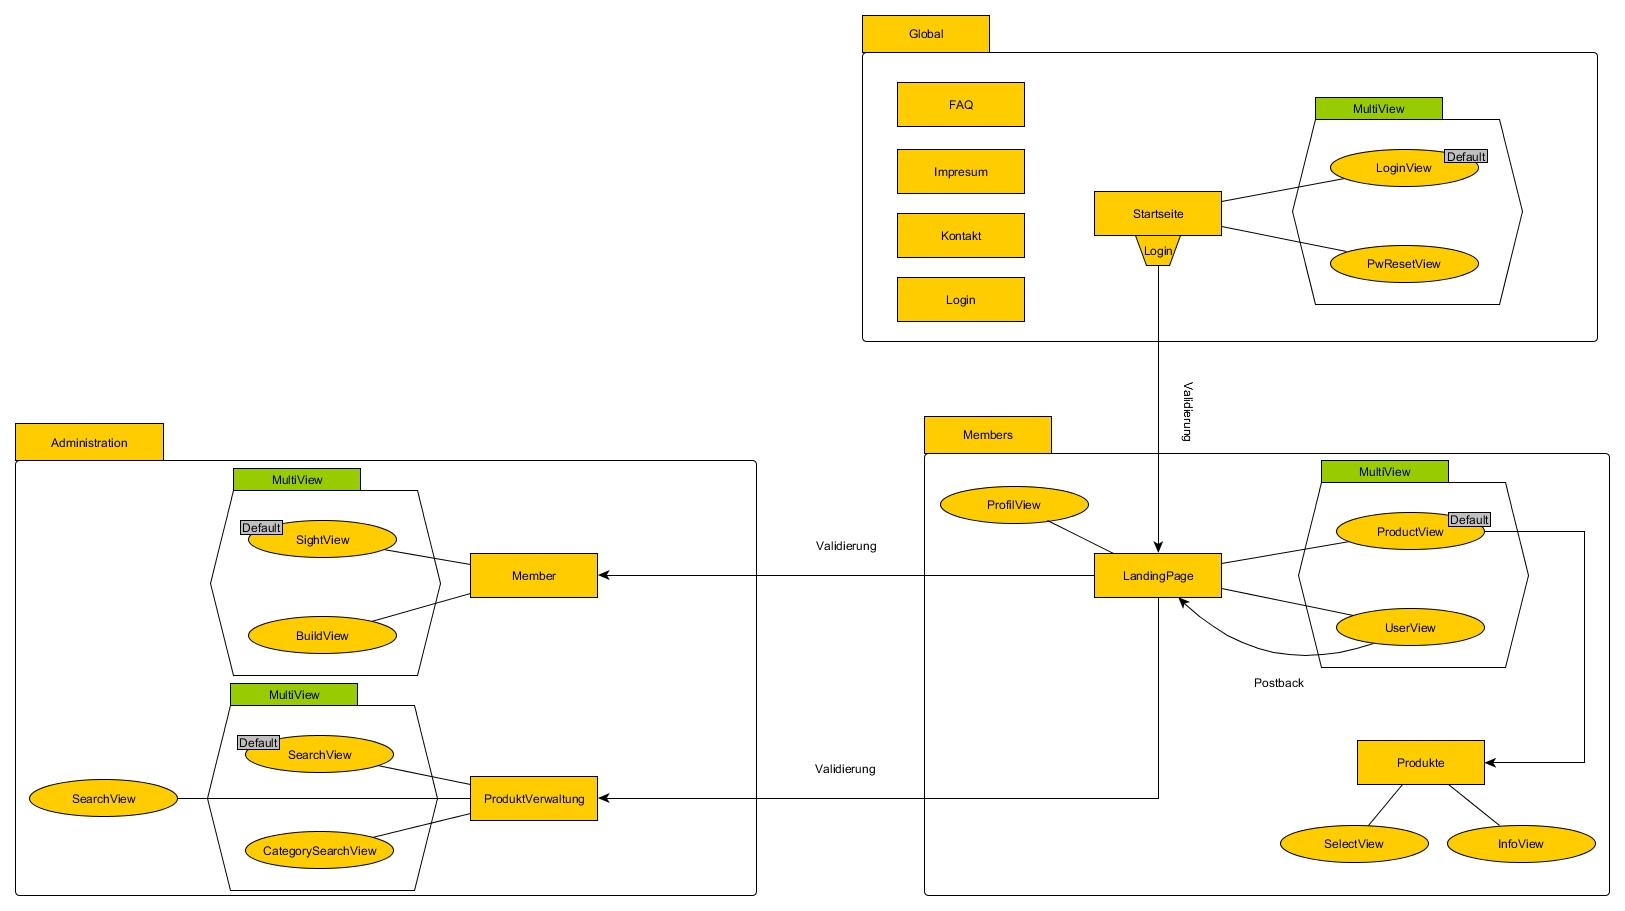 Global
FAQ
Impresum
Kontakt
Login
Startseite
Login
MultiView
LoginView
Default
PwResetView
Validierung
Administration
MultiView
Default
SightView
BuildView
Member
MultiView
Default
SearchView
SearchView
CategorySearchView
ProduktVerwaltung
Validierung
Validierung
Members
ProfilView
LandingPage
MultiView
Default
ProductView
UserView
Postback
Produkte
SelectView
InfoView